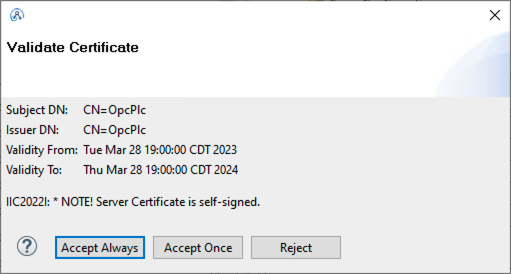 Validate Certificate
Subject DN: CN=OpcPlc
Issuer DN: CN=OpcPlc
Validity From: Tue Mar 28 19:00:00 CDT 2023
Validity To: Thu Mar 28 19:00:00 CDT 2024
IIC2022I: * NOTE! Server Certificate is self-signed.
? Accept Always Accept Once Reject